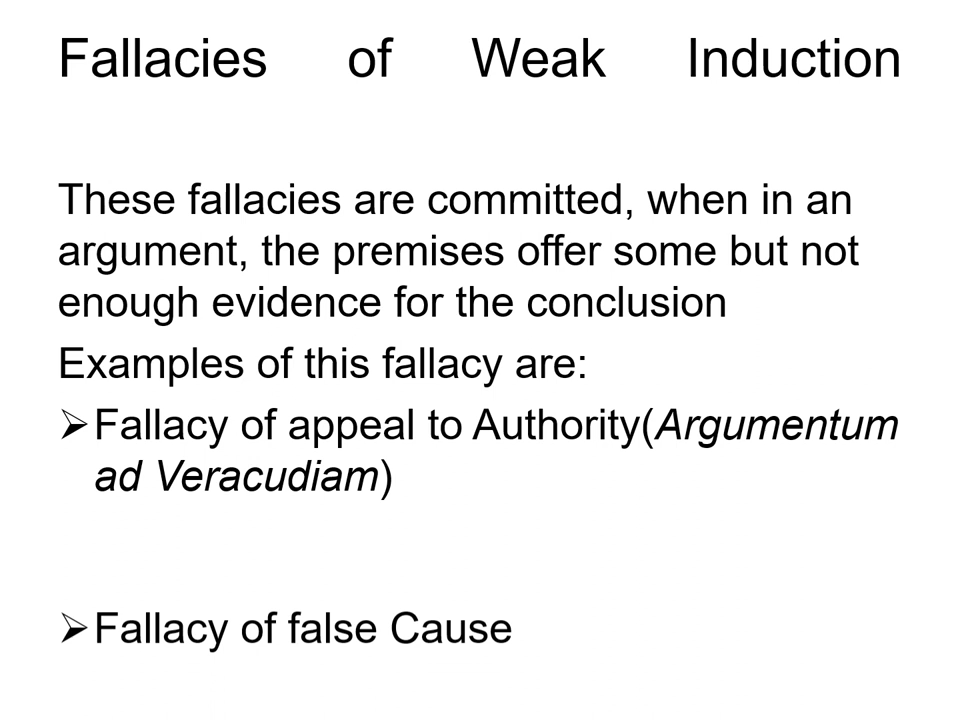 Fallacies of Weak Induction
These fallacies are committed, when in an
argument, the premises offer some but not
enough evidence for the conclusion
Examples of this fallacy are:
➢Fallacy of appeal to Authority(Argumentum
ad Veracudiam)
➢Fallacy of false Cause